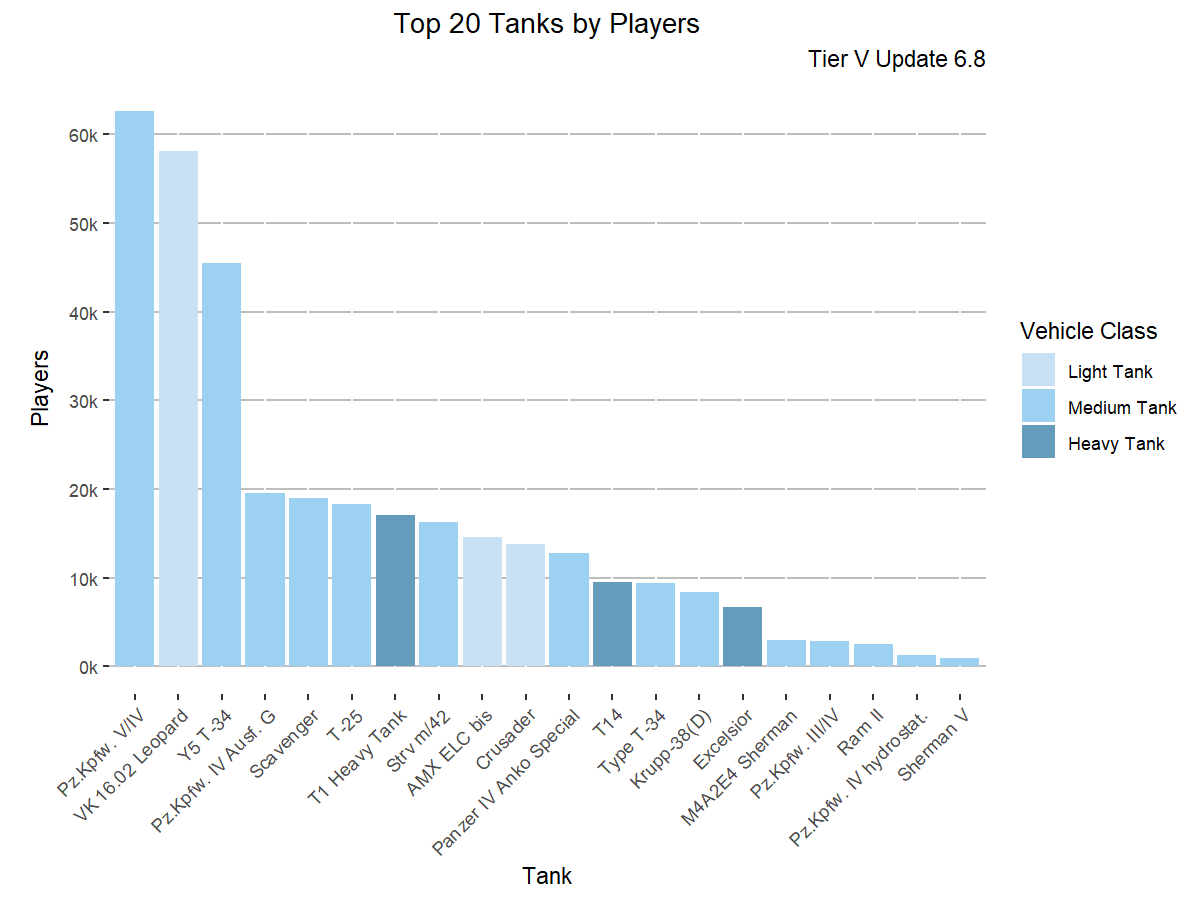 Top 20 Tanks by Players
Tier V Update 6.8
Players
60k
50k
40k
30k
20k
10k
0k
Pz.Kpfw. V/IV
VK 16.02 Leopard
Y5 T-34
Pz.Kpfw. IV Ausf. G
Scavenger
T-25
T1 Heavy Tank
Strv m/42
AMX ELC bis
Crusader
Panzer IV Anko Special
T14
Type T-34
Krupp-38(D)
Excelsior
M4A2E4 Sherman
Pz.Kpfw. III/IV
Ram II
Pz.Kpfw. IV hydrostat.
Sherman V
Tank
Vehicle Class
Light Tank
Medium Tank
Heavy Tank